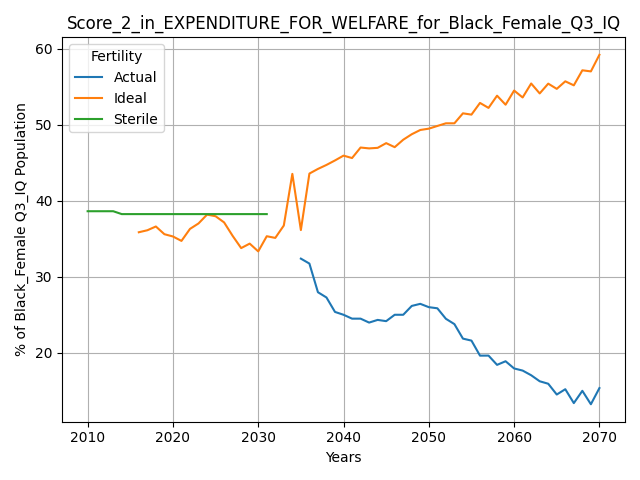 Score_2_in_EXPENDITURE_FOR_WELFARE_for_Black_Female_Q3_IQ
Fertility
Actual
Ideal
Sterile
% of Black_Female Q3_IQ Population
60
50
40
30
20
2010 2020 2030 2040 2050 2060 2070
Years